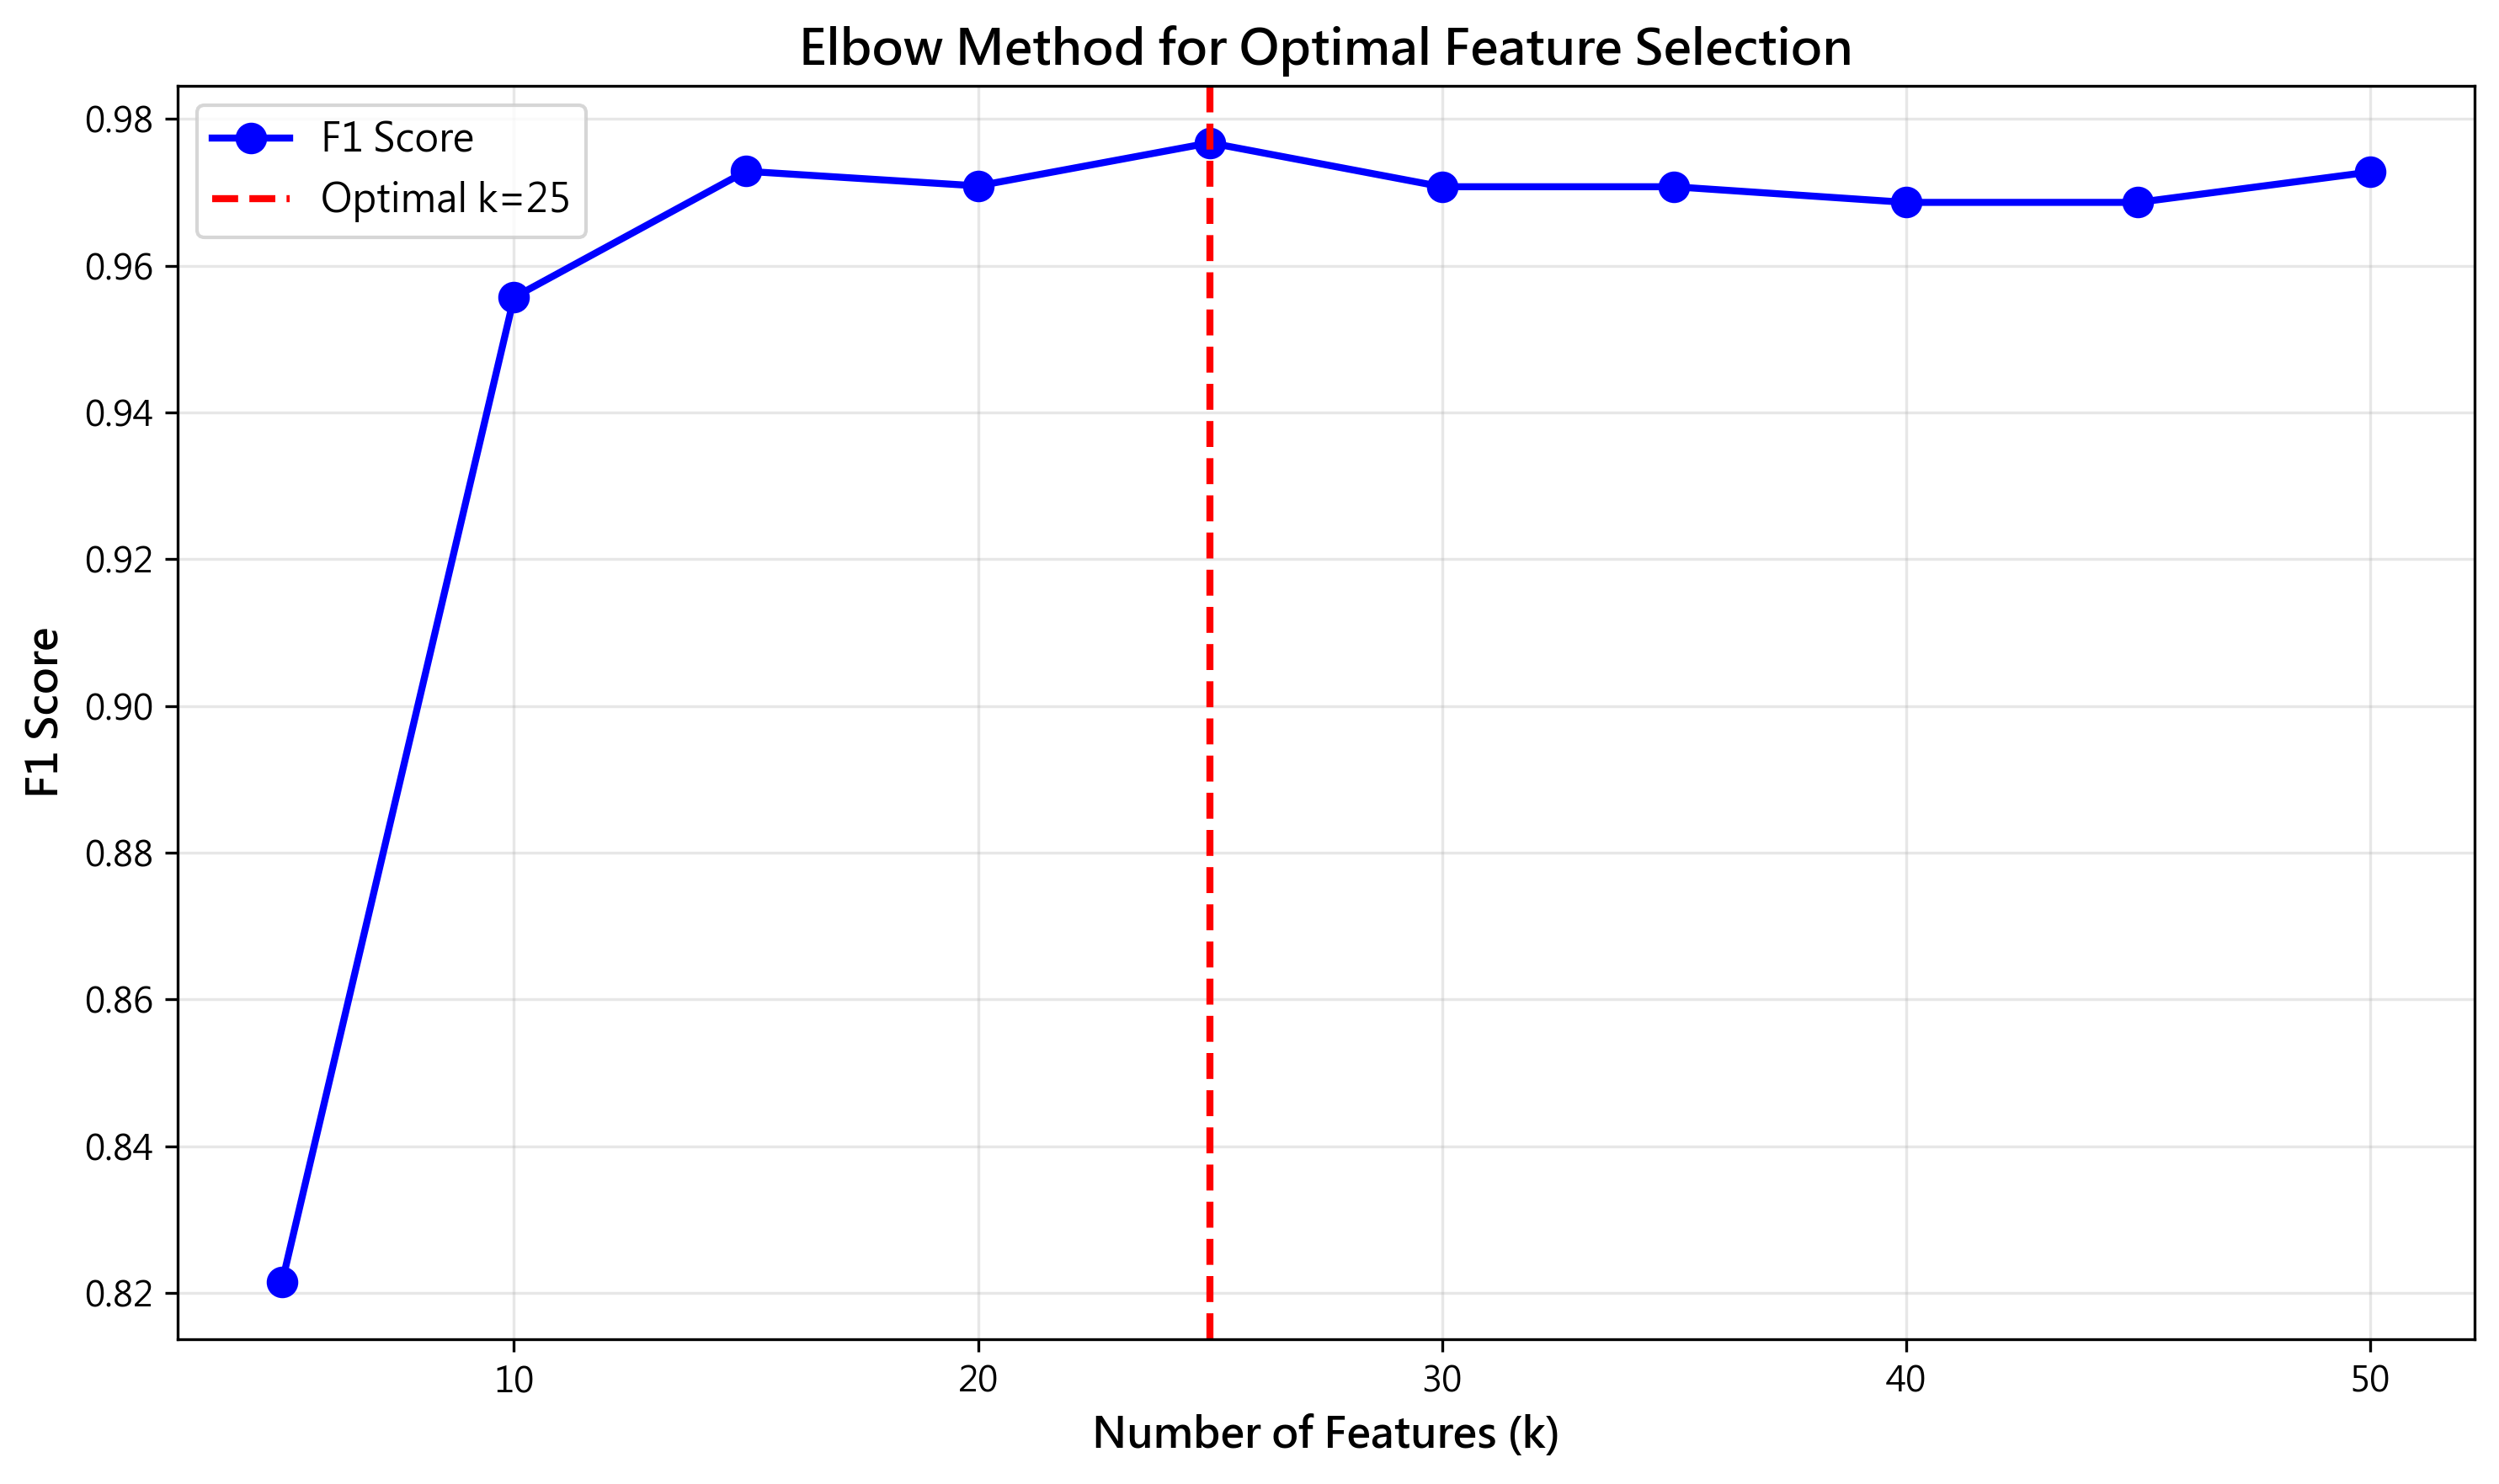 Elbow Method for Optimal Feature Selection
F1 Score
Optimal k=25
0.98
0.96
0.94
0.92
0.90
0.88
0.86
0.84
0.82
F1 Score
10 20 30 40 50
Number of Features (k)